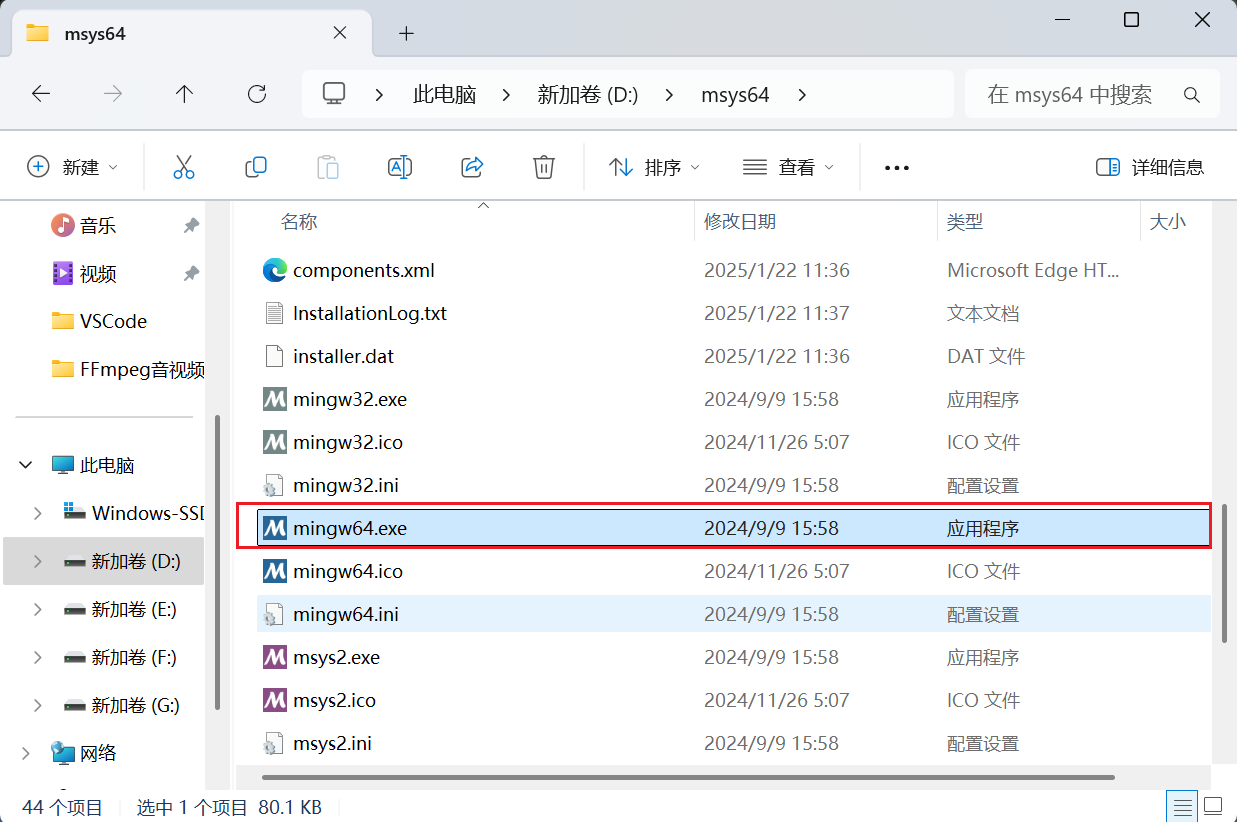 msys64
此电脑 新加卷 (D:) msys64 在 msys64 中搜索
新建 排序 查看 详细信息
音乐
视频
VSCode
FFmpeg音视频
此电脑
Windows-SSD
新加卷 (D:)
新加卷 (E:)
新加卷 (F:)
新加卷 (G:)
网络
名称 修改日期 类型 大小
components.xml 2025/1/22 11:36 Microsoft Edge HT...
InstallationLog.txt 2025/1/22 11:37 文本文档
installer.dat 2025/1/22 11:36 DAT 文件
mingw32.exe 2024/9/9 15:58 应用程序
mingw32.ico 2024/11/26 5:07 ICO 文件
mingw32.ini 2024/9/9 15:58 配置设置
mingw64.exe 2024/9/9 15:58 应用程序
mingw64.ico 2024/11/26 5:07 ICO 文件
mingw64.ini 2024/9/9 15:58 配置设置
msys2.exe 2024/9/9 15:58 应用程序
msys2.ico 2024/11/26 5:07 ICO 文件
msys2.ini 2024/9/9 15:58 配置设置
44 个项目 选中 1 个项目 80.1 KB